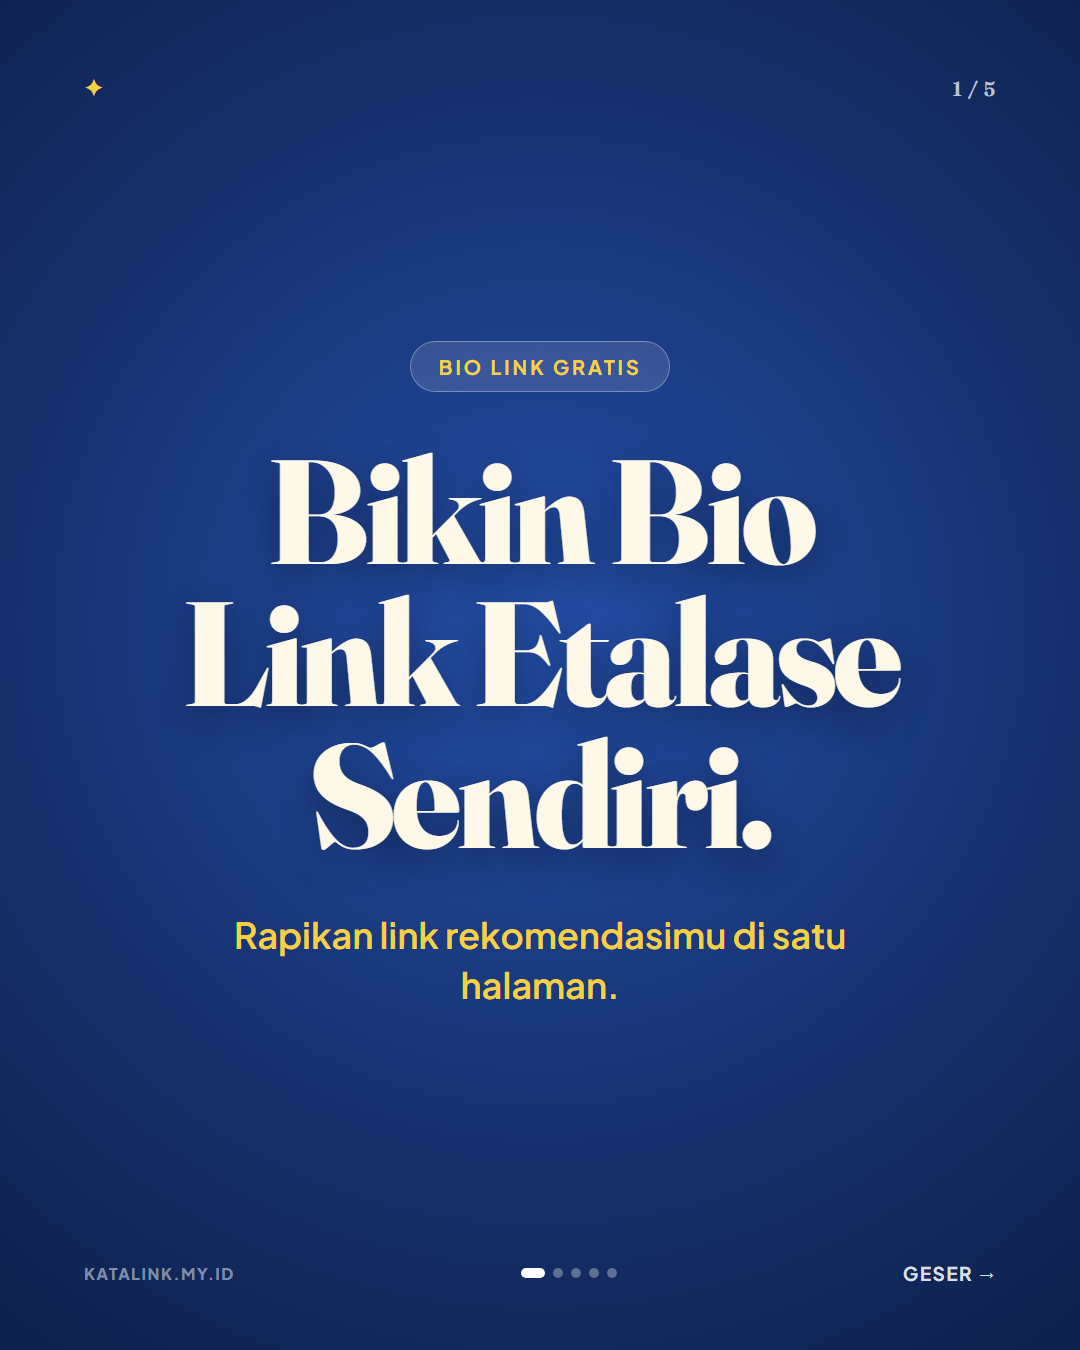 ✦
1 / 5
BIO LINK GRATIS
Bikin Bio
Link Etalase
Sendiri.
Rapikan link rekomendasimu di satu
halaman.
KATALINK.MY.ID
GESER →